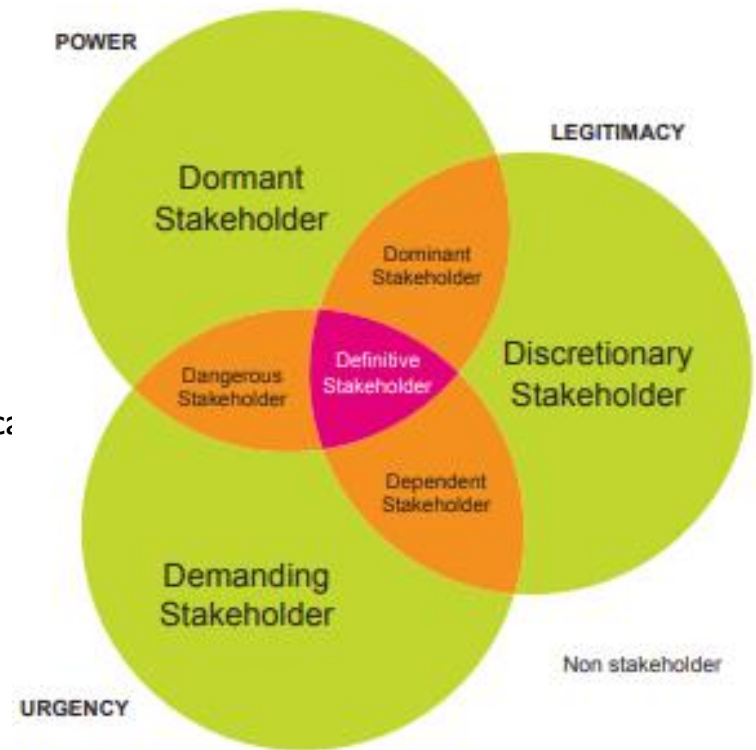 POWER
LEGITIMACY
Dormant
Stakeholder
Dominant
Stakeholder
Definitive
Stakeholder
Discretionary
Stakeholder
Dangerous
Stakeholder
Dependent
Stakeholder
Demanding
Stakeholder
Non stakeholder
URGENCY